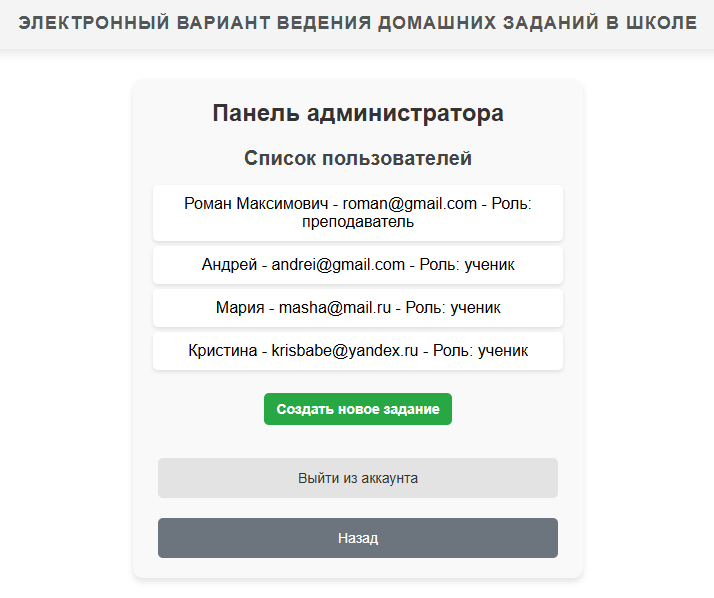 ЭЛЕКТРОННЫЙ ВАРИАНТ ВЕДЕНИЯ ДОМАШНИХ ЗАДАНИЙ В ШКОЛЕ
Панель администратора
Список пользователей
Роман Максимович - roman@gmail.com - Роль:
преподаватель
Андрей - andrei@gmail.com - Роль: ученик
Мария - masha@mail.ru - Роль: ученик
Кристина - krisbabe@yandex.ru - Роль: ученик
Создать новое задание
Выйти из аккаунта
Назад